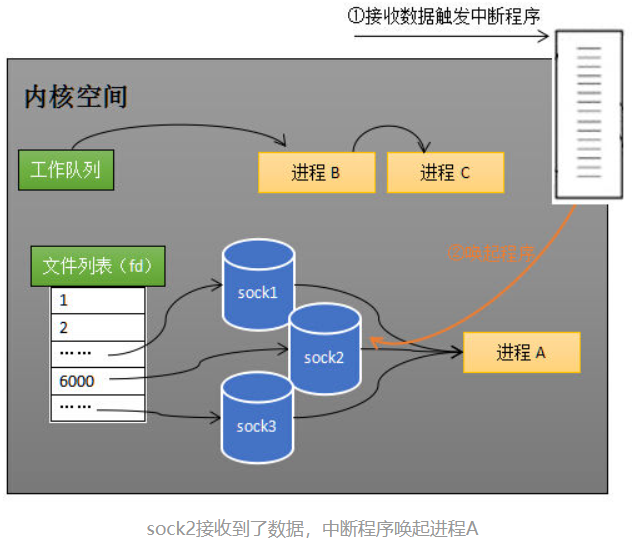 ①接收数据触发中断程序
内核空间
工作队列
进程 B
进程 C
②唤起程序
文件列表（fd）
1
2
……
6000
……
sock1
sock2
sock3
进程 A
sock2接收到了数据，中断程序唤起进程A